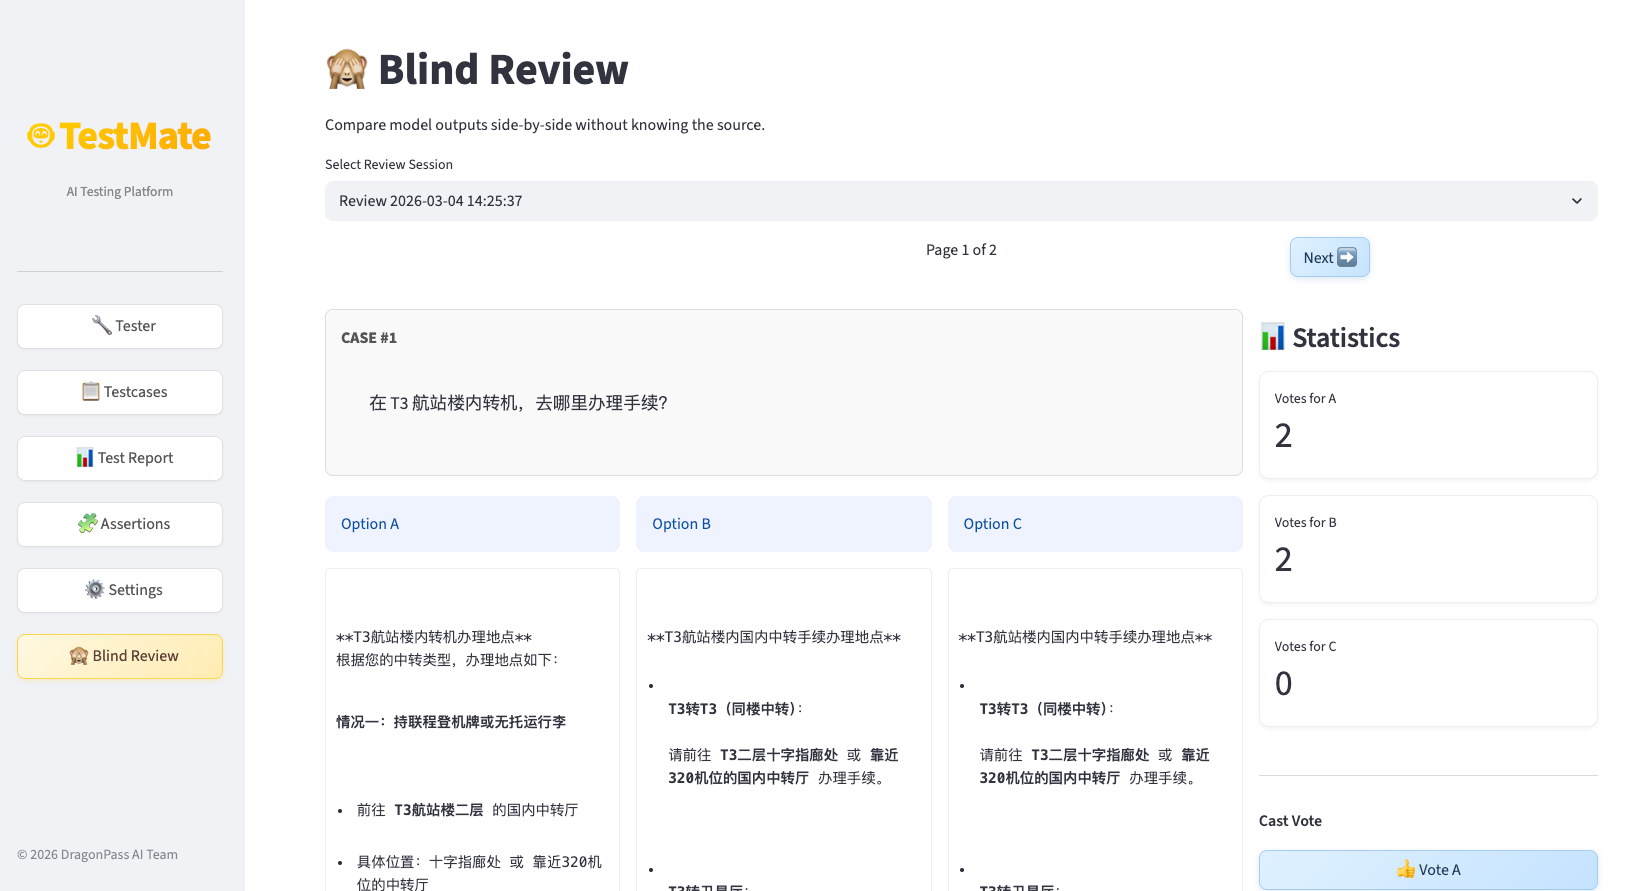 TestMate
AI Testing Platform
Tester
Testcases
Test Report
Assertions
Settings
Blind Review
© 2026 DragonPass AI Team
Blind Review
Compare model outputs side-by-side without knowing the source.
Select Review Session
Review 2026-03-04 14:25:37
Page 1 of 2
Next
CASE #1
在 T3 航站楼内转机，去哪里办理手续？
Option A
**T3航站楼内转机办理地点**
根据您的中转类型，办理地点如下：
情况一：持联程登机牌或无托运行李
• 前往 T3航站楼二层 的国内中转厅
• 具体位置：十字指廊处 或 靠近320机
位的中转厅
Option B
**T3航站楼内国内中转手续办理地点**
•
T3转T3（同楼中转）：
请前往 T3二层十字指廊处 或 靠近
320机位的国内中转厅 办理手续。
•
T3转卫星厅：
Option C
**T3航站楼内国内中转手续办理地点**
•
T3转T3（同楼中转）：
请前往 T3二层十字指廊处 或 靠近
320机位的国内中转厅 办理手续。
•
T3转卫星厅：
Statistics
Votes for A
2
Votes for B
2
Votes for C
0
Cast Vote
Vote A